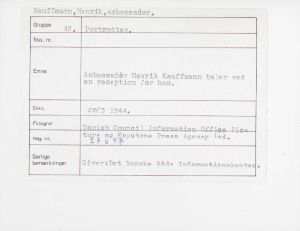 Kauffmann, Henrik, ambassadør.
Gruppe 42. Portrætter.
Mus. nr.
Emne Ambassadør Henrik Kauffmann taler ved
en reception for ham.
Dato 28/3 1944.
Fotograf Danish Council Information Office Pic-
ture og Keystone Press Agency Ltd.
Neg. nr.
Særlige
bemærkninger Giver: Det Danske Råds Informationskontor.